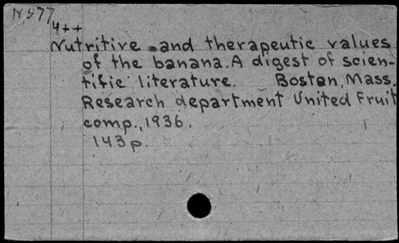 N977
4++
Nutritive and therapeutic values
of the banana. A digest of scien-
tific literature. Boston, Mass.
Research department United Fruit
comp., 1936.
143p.